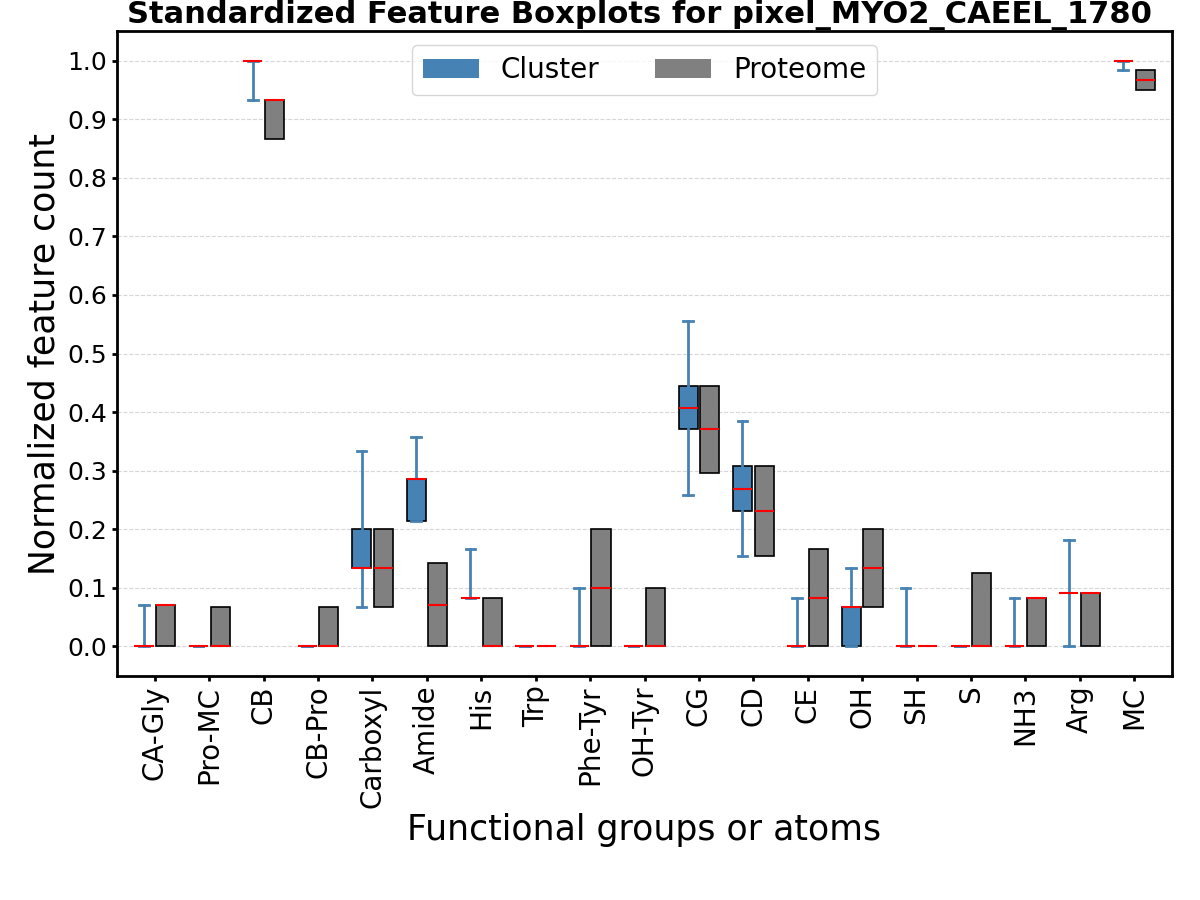 Standardized Feature Boxplots for pixel_MYO2_CAEEL_1780
Cluster
Proteome
Normalized feature count
1.0
0.9
0.8
0.7
0.6
0.5
0.4
0.3
0.2
0.1
0.0
CA-Gly
Pro-MC
CB
CB-Pro
Carboxyl
Amide
His
Trp
Phe-Tyr
OH-Tyr
CG
CD
CE
OH
SH
S
NH3
Arg
MC
Functional groups or atoms